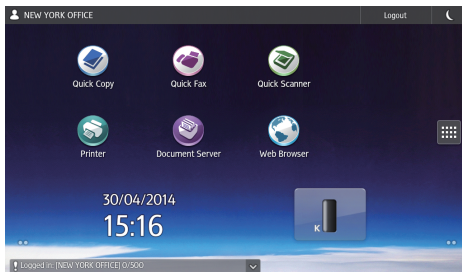 NEW YORK OFFICE Logout
Quick Copy Quick Fax Quick Scanner
Printer Document Server Web Browser
30/04/2014
15:16
K
Logged in: [NEW YORK OFFICE] 0/500